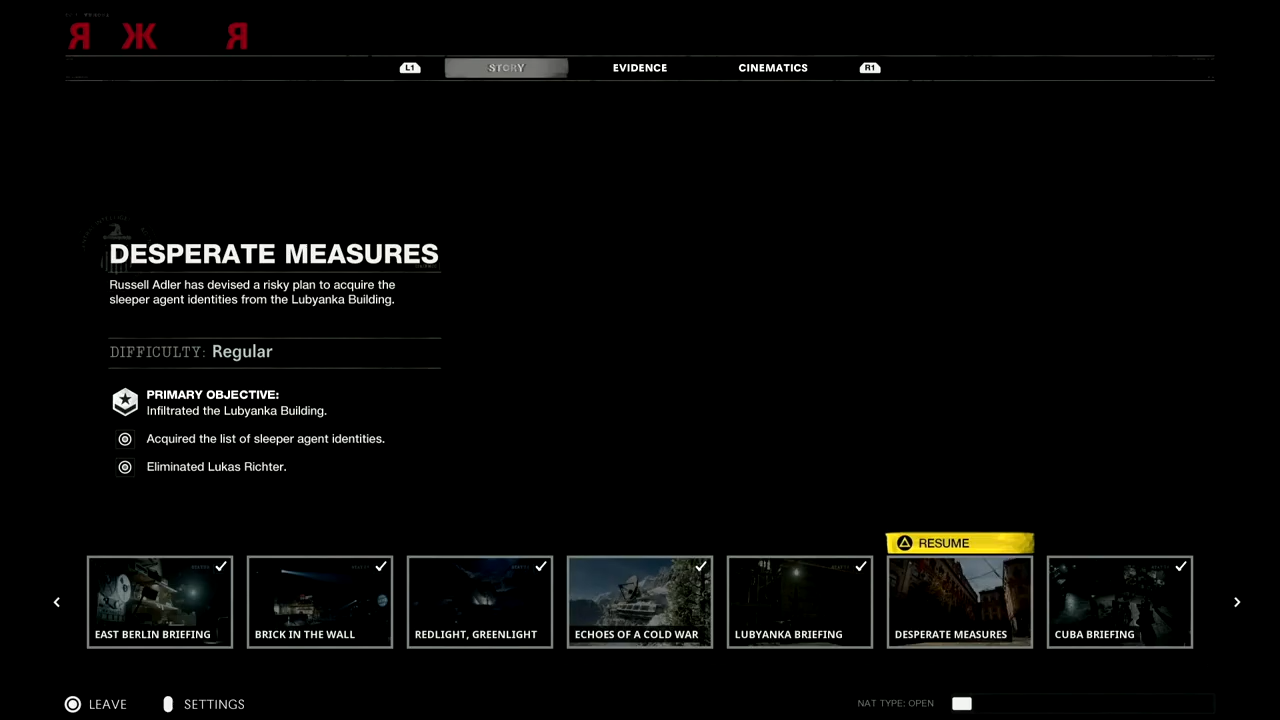 Я Ж Я
L1 STORY EVIDENCE CINEMATICS R1
DESPERATE MEASURES
Russell Adler has devised a risky plan to acquire the
sleeper agent identities from the Lubyanka Building.
DIFFICULTY: Regular
PRIMARY OBJECTIVE:
Infiltrated the Lubyanka Building.
Acquired the list of sleeper agent identities.
Eliminated Lukas Richter.
RESUME
EAST BERLIN BRIEFING
BRICK IN THE WALL
REDLIGHT, GREENLIGHT
ECHOES OF A COLD WAR
LUBYANKA BRIEFING
DESPERATE MEASURES
CUBA BRIEFING
LEAVE SETTINGS NAT TYPE: OPEN